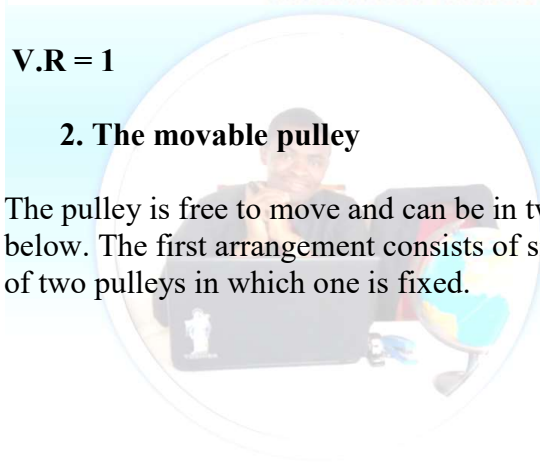 V.R = 1
2. The movable pulley
The pulley is free to move and can be in
below. The first arrangement consists of
of two pulleys in which one is fixed.